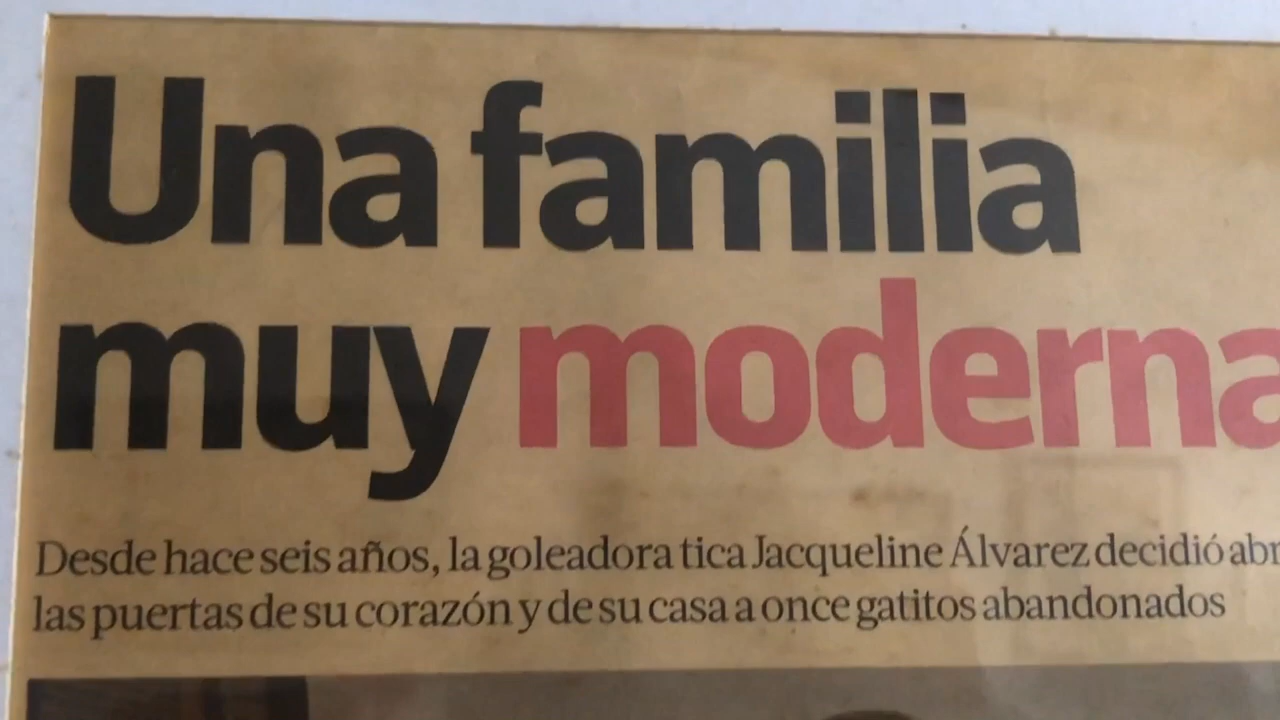 Una familia
muy moderna
Desde hace seis años, la goleadora tica Jacqueline Álvarez decidió abr
las puertas de su corazón y de su casa a once gatitos abandonados